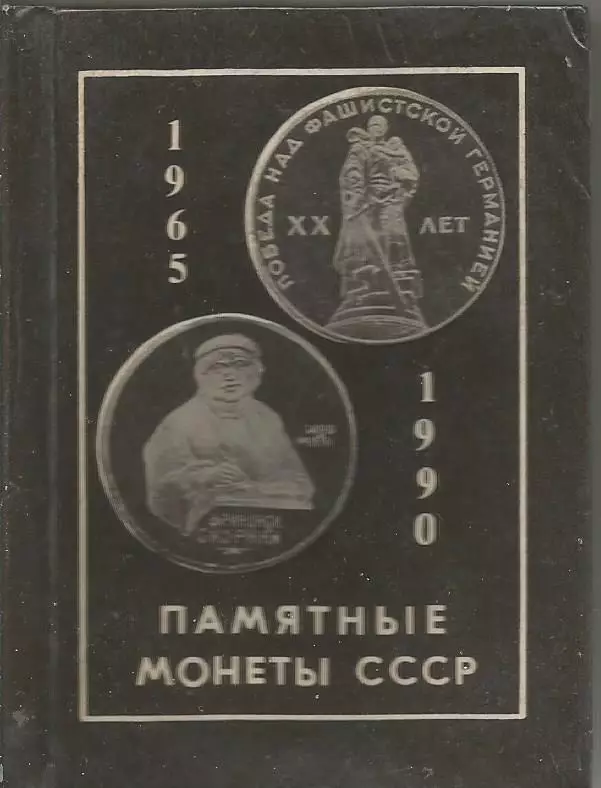 1965
ПОБЕДА НАД ФАШИСТСКОЙ ГЕРМАНИЕЙ
XX ЛЕТ
1990
ПАМЯТНЫЕ
МОНЕТЫ СССР